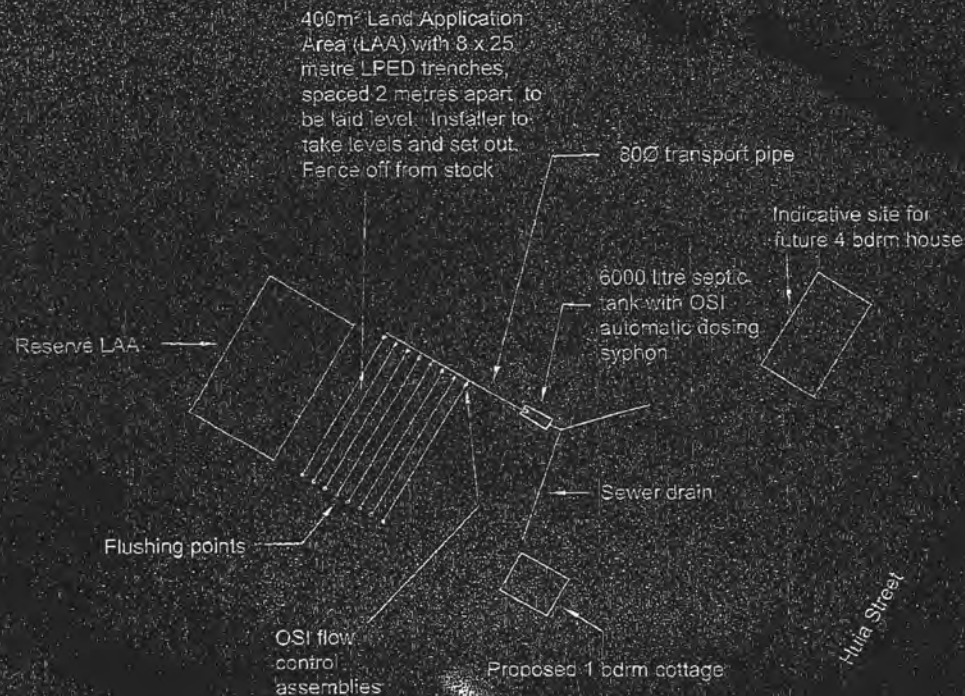 400m² Land Application
Area (LAA) with 8 x 25
metre LPED trenches,
spaced 2 metres apart, to
be laid level. Installer to
take levels and set out.
Fence off from stock
80Ø transport pipe
Indicative site for
future 4 bdrm house
6000 litre septic
tank with OSI
automatic dosing
syphon
Reserve LAA
Sewer drain
Flushing points
OSI flow
control
assemblies
Proposed 1 bdrm cottage
Huia Street